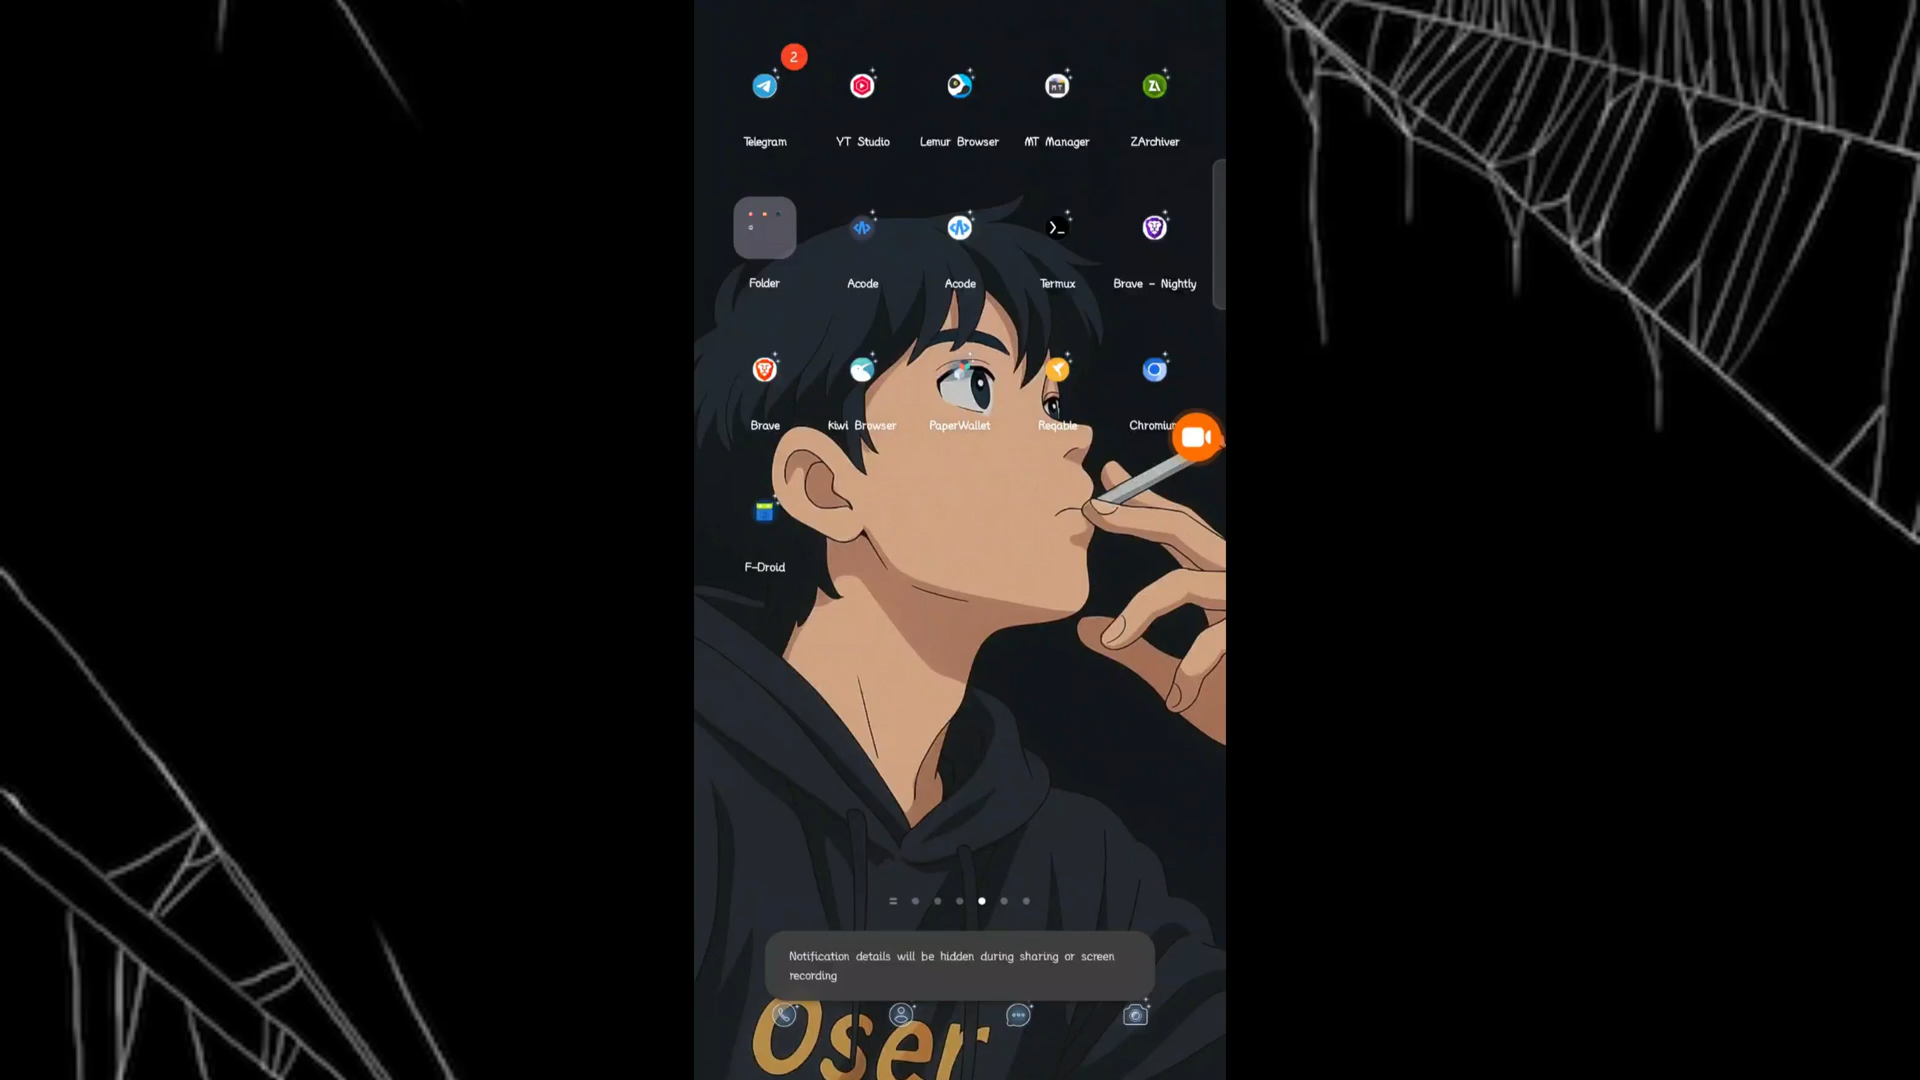 2
Telegram YT Studio Lemur Browser MT Manager ZArchiver
Folder Acode Acode Termux Brave - Nightly
Brave Kiwi Browser PaperWallet Reqable
F-Droid
Notification details will be hidden during sharing or screen
recording
Oser